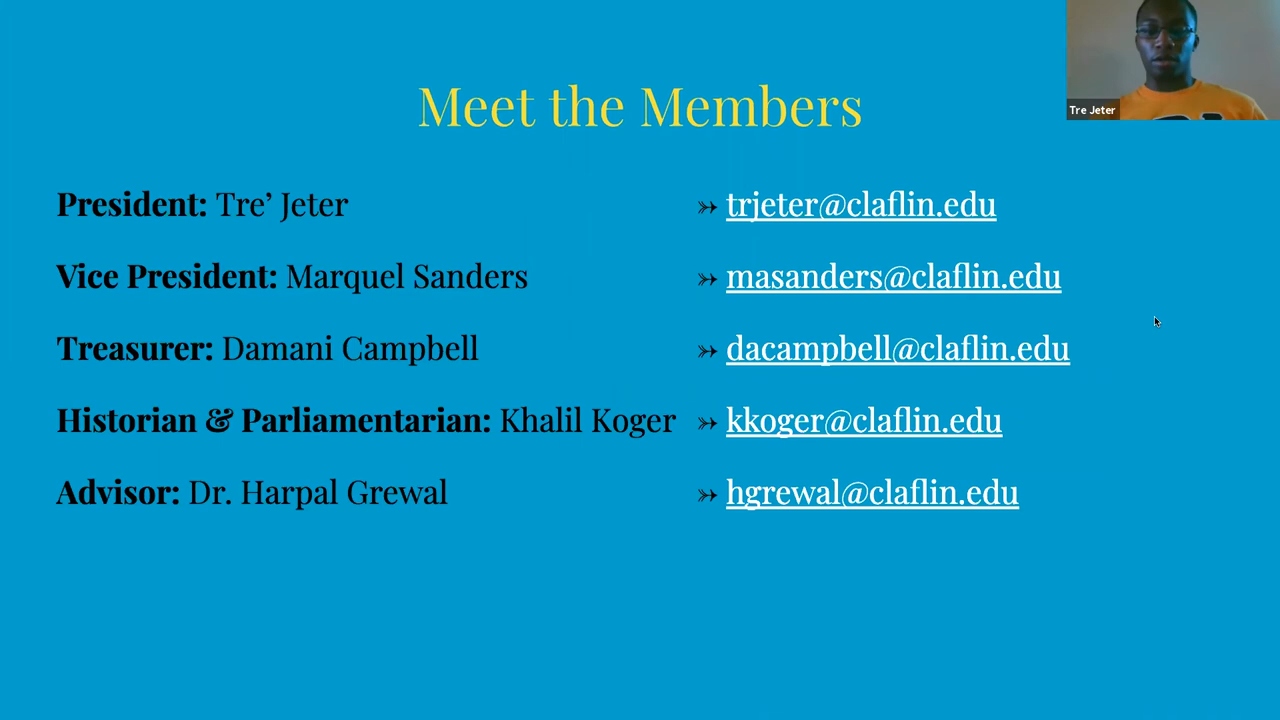 Meet the Members
Tre Jeter
President: Tre’ Jeter
trjeter@claflin.edu
Vice President: Marquel Sanders
masanders@claflin.edu
Treasurer: Damani Campbell
dacampbell@claflin.edu
Historian & Parliamentarian: Khalil Koger
kkoger@claflin.edu
Advisor: Dr. Harpal Grewal
hgrewal@claflin.edu